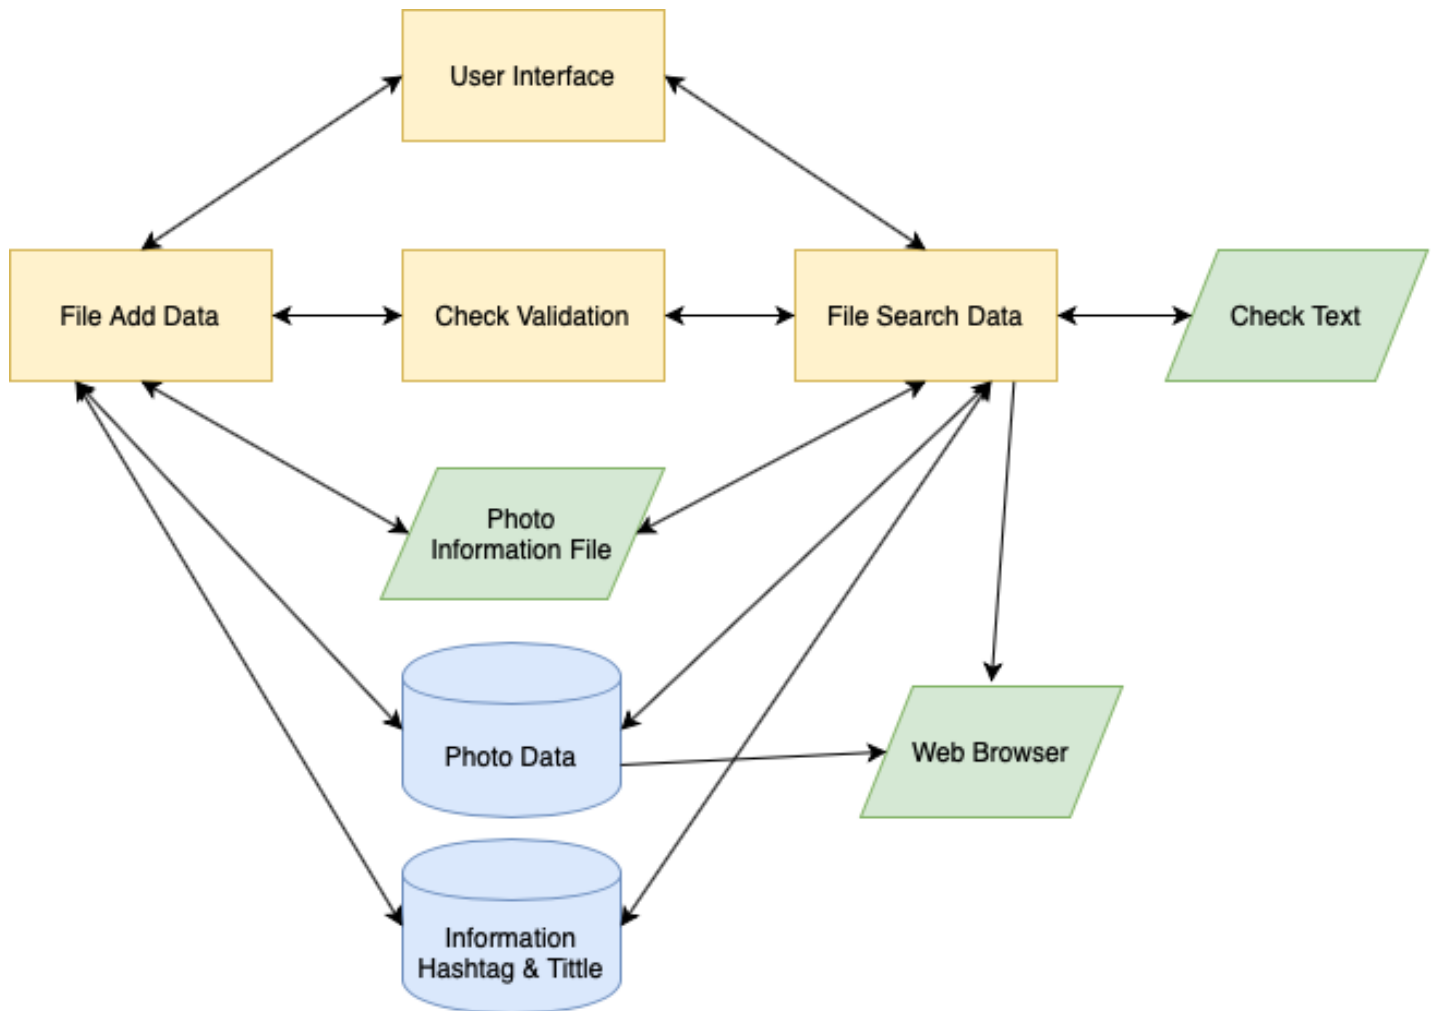 User Interface
File Add Data
Check Validation
File Search Data
Check Text
Photo
Information File
Photo Data
Web Browser
Information
Hashtag & Tittle